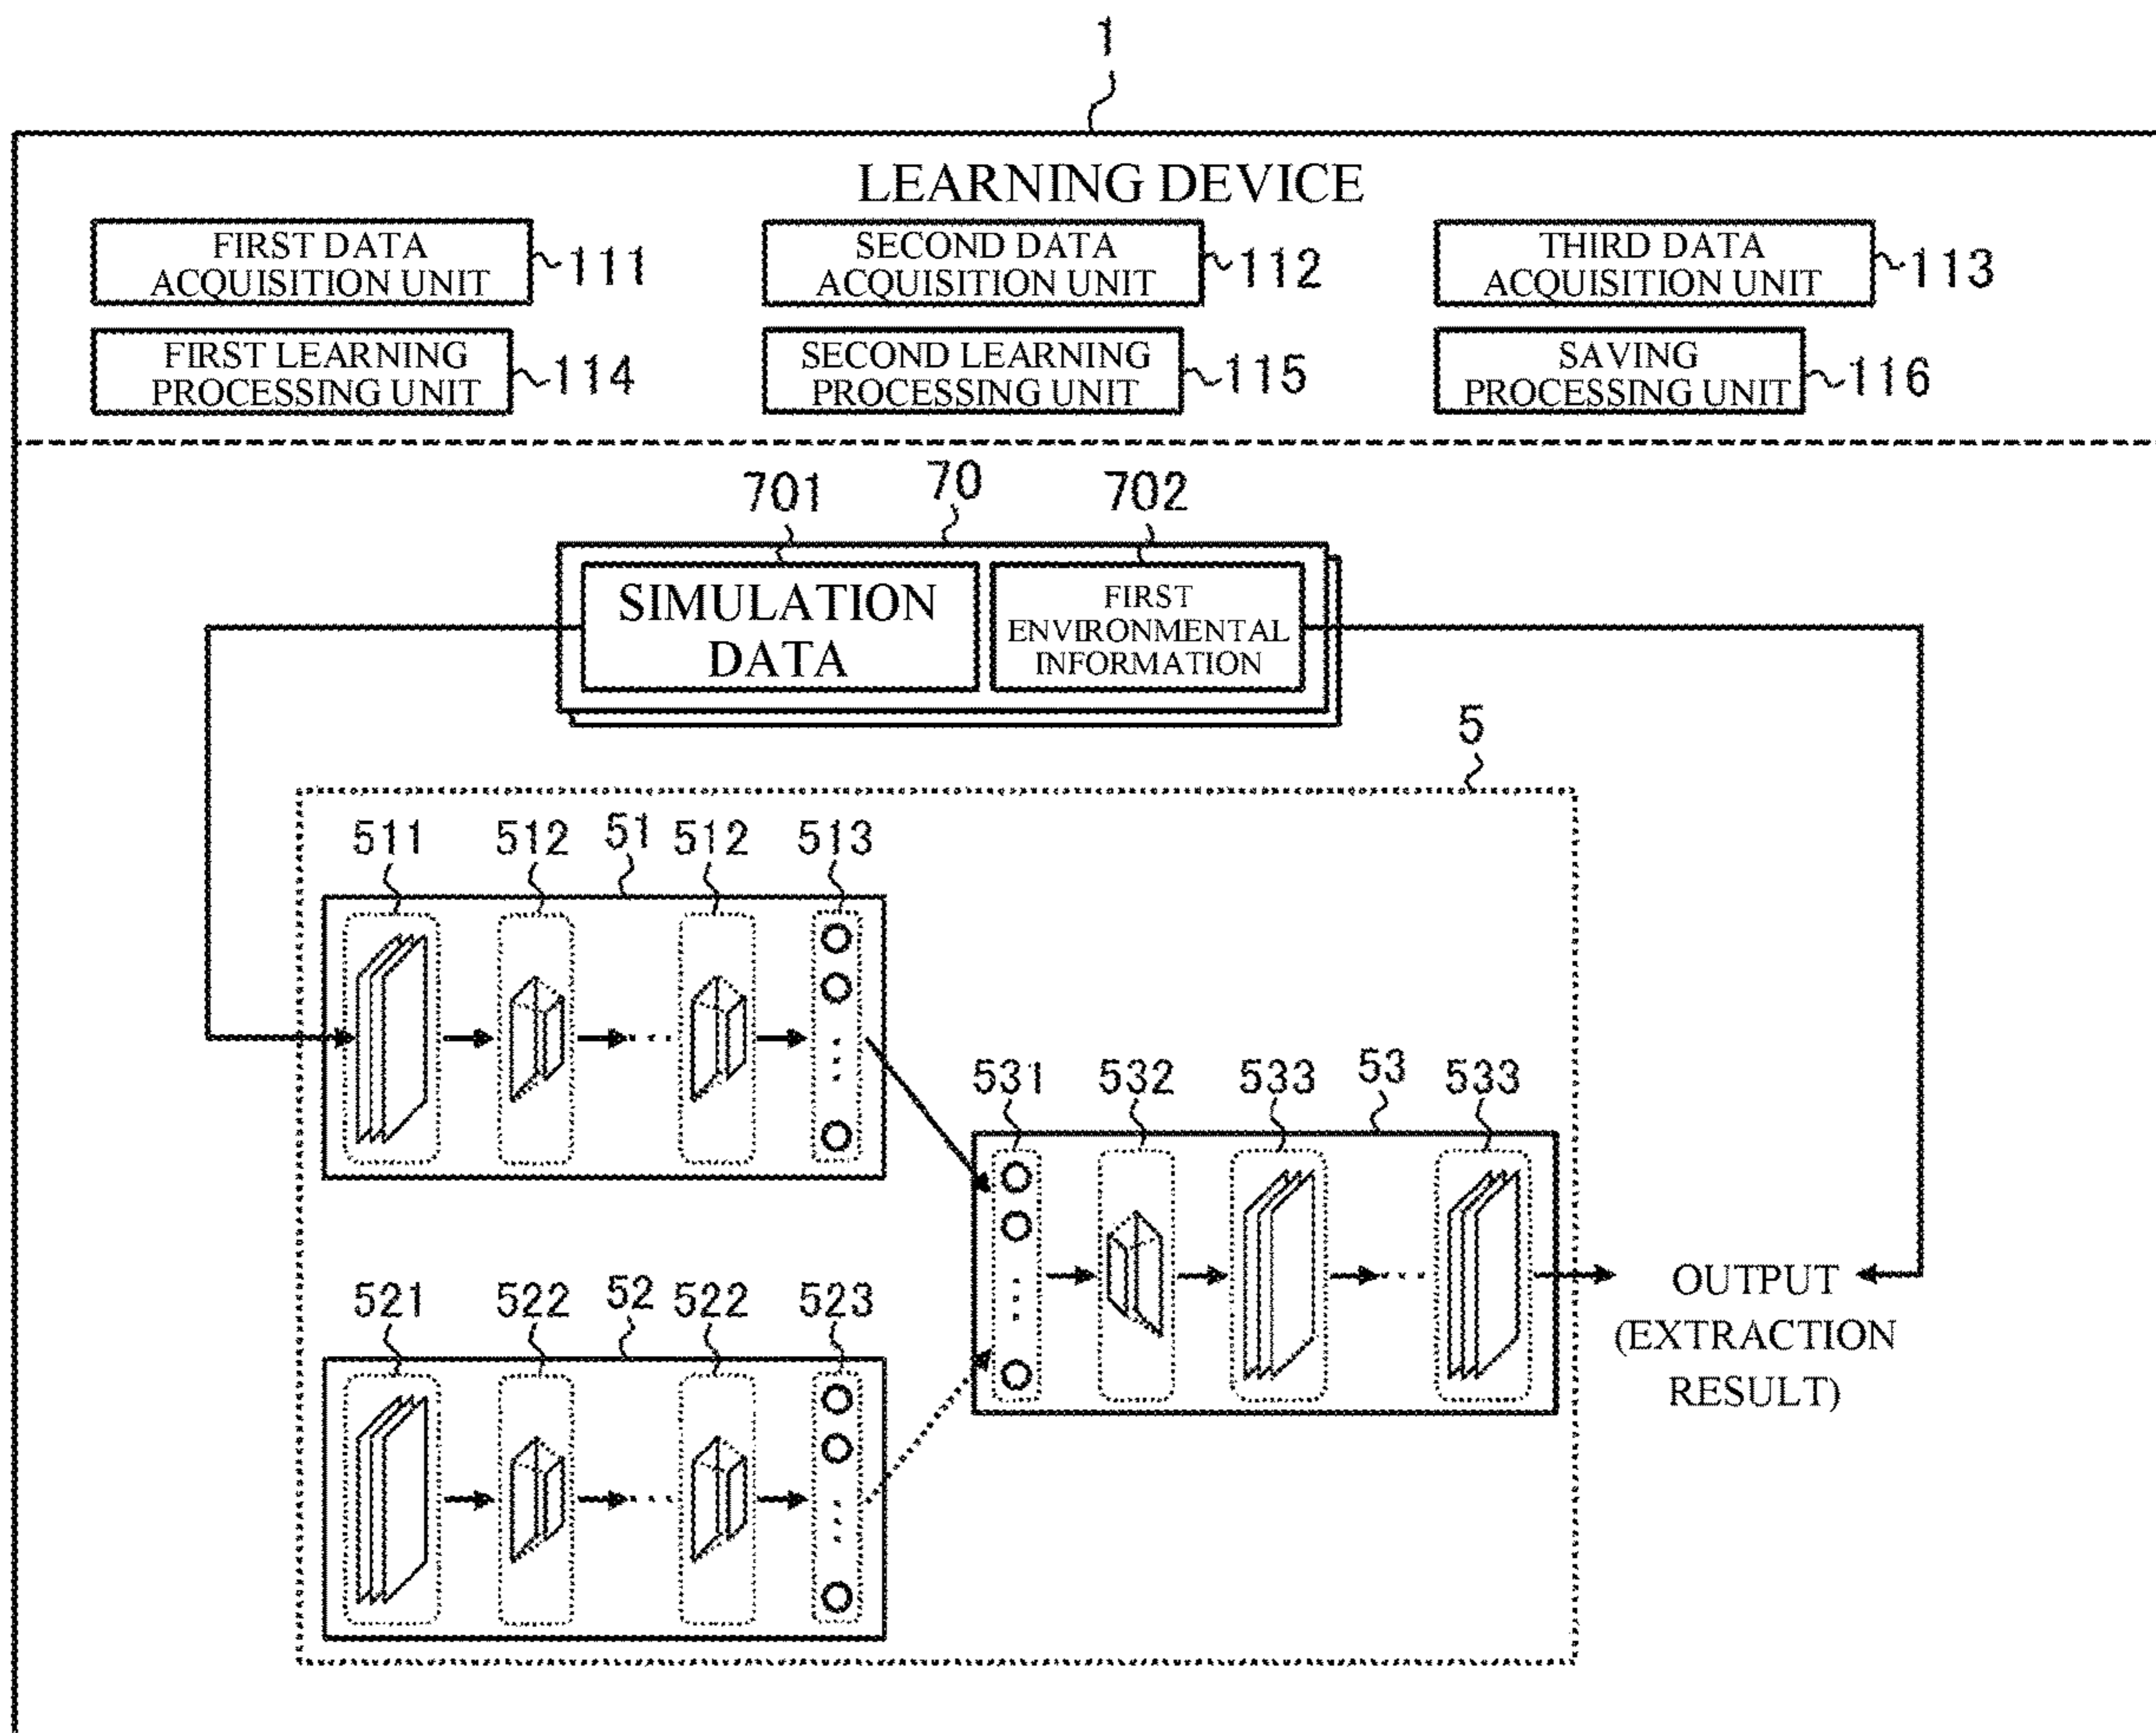 1
LEARNING DEVICE
FIRST DATA
ACQUISITION UNIT
111
SECOND DATA
ACQUISITION UNIT
112
THIRD DATA
ACQUISITION UNIT
113
FIRST LEARNING
PROCESSING UNIT
114
SECOND LEARNING
PROCESSING UNIT
115
SAVING
PROCESSING UNIT
116
701
70
702
SIMULATION
DATA
FIRST
ENVIRONMENTAL
INFORMATION
5
511
512
51
512
513
531
532
533
53
533
521
522
52
522
523
OUTPUT
(EXTRACTION
RESULT)